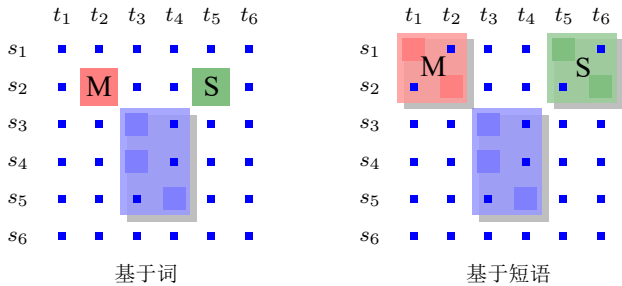 t₁ t₂ t₃ t₄ t₅ t₆
s₁
s₂ M S
s₃
s₄
s₅
s₆
基于词
t₁ t₂ t₃ t₄ t₅ t₆
s₁
M S
s₂
s₃
s₄
s₅
s₆
基于短语